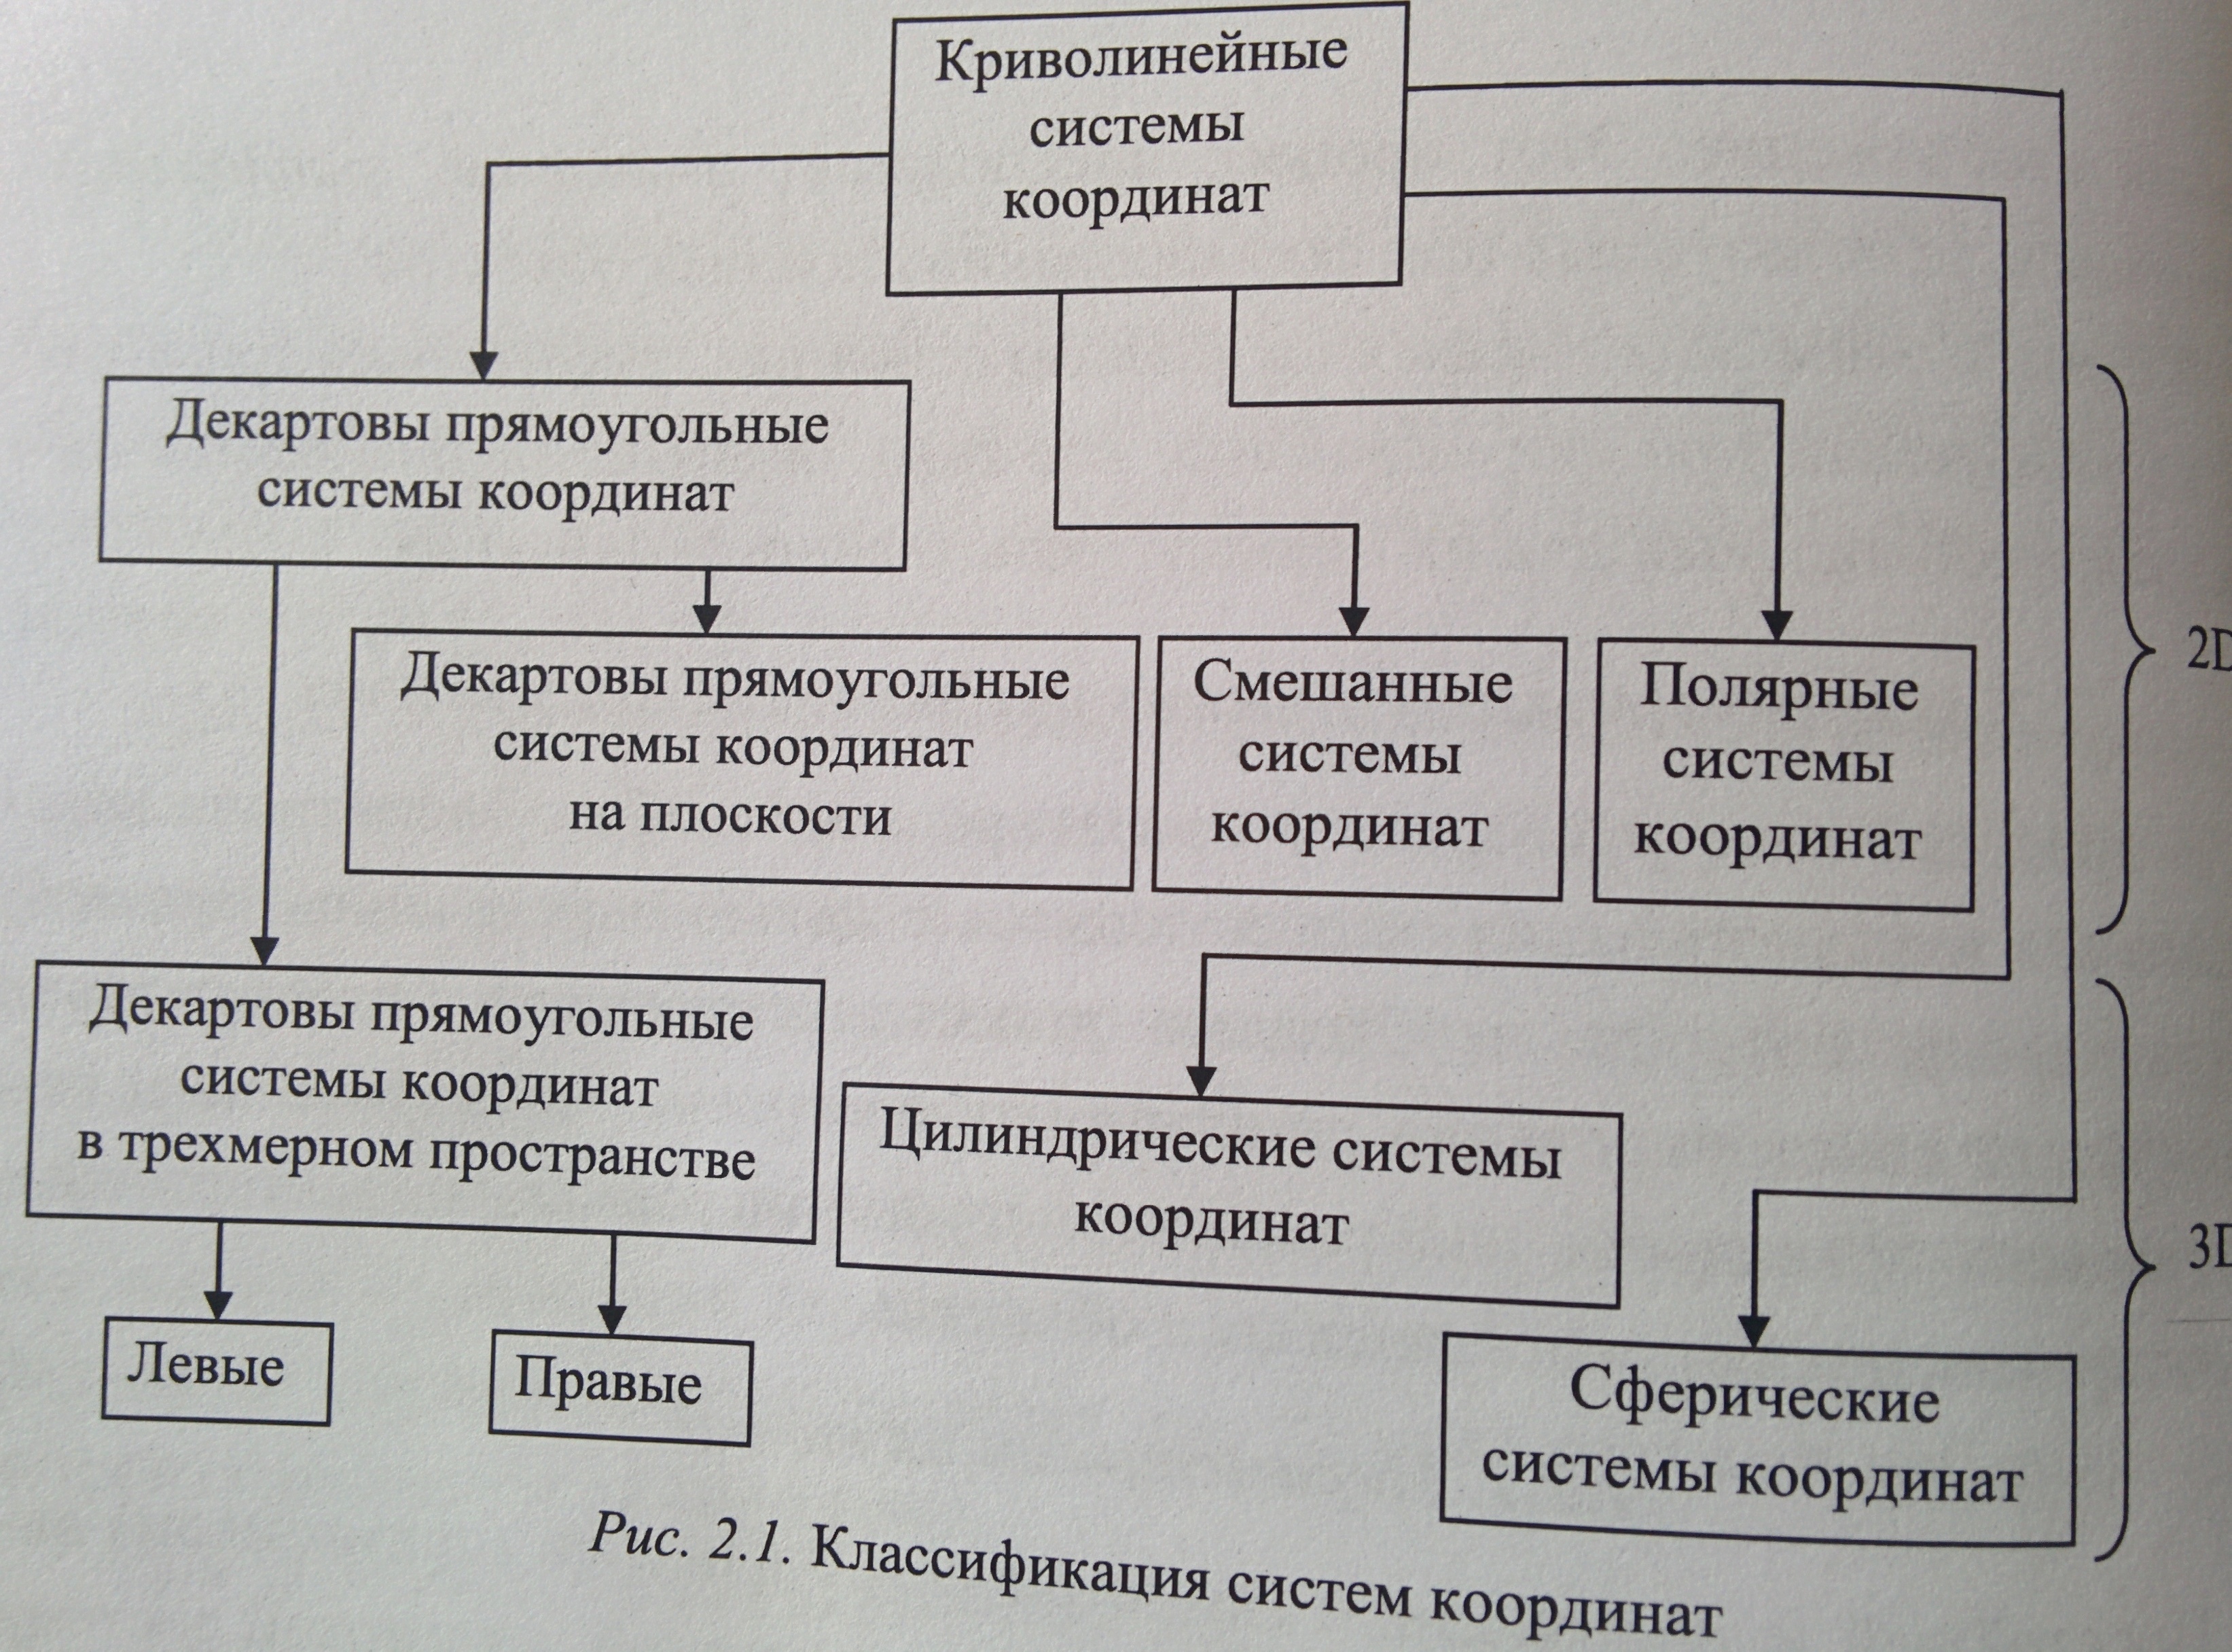 Криволинейные
системы
координат
Декартовы прямоугольные
системы координат
Декартовы прямоугольные
системы координат
на плоскости
Смешанные
системы
координат
Полярные
системы
координат
2D
Декартовы прямоугольные
системы координат
в трехмерном пространстве
Цилиндрические системы
координат
3D
Левые
Правые
Сферические
системы координат
Рис. 2.1. Классификация систем координат